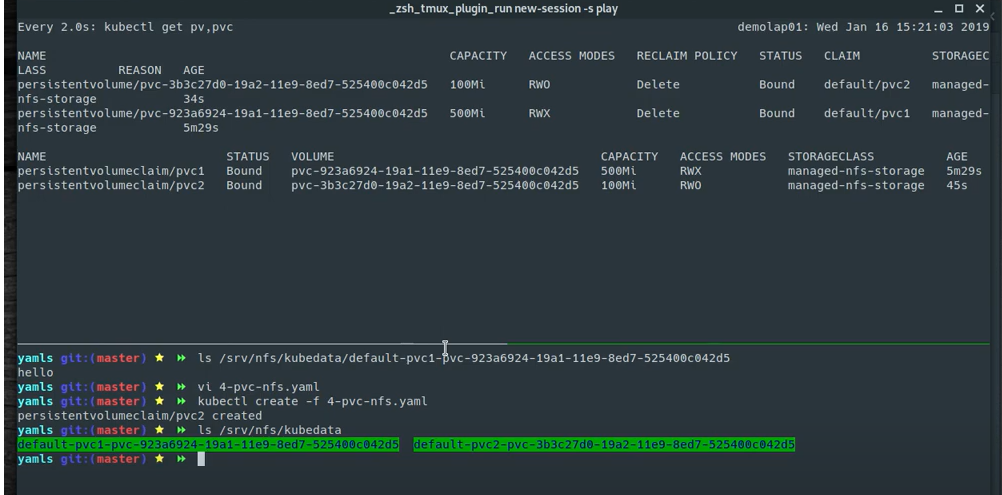 _zsh_tmux_plugin_run new-session -s play
Every 2.0s: kubectl get pv,pvc demolap01: Wed Jan 16 15:21:03 2019
NAME CAPACITY ACCESS MODES RECLAIM POLICY STATUS CLAIM STORAGEC
LASS REASON AGE
persistentvolume/pvc-3b3c27d0-19a2-11e9-8ed7-525400c042d5 100Mi RWO Delete Bound default/pvc2 managed-
nfs-storage 34s
persistentvolume/pvc-923a6924-19a1-11e9-8ed7-525400c042d5 500Mi RWX Delete Bound default/pvc1 managed-
nfs-storage 5m29s
NAME STATUS VOLUME CAPACITY ACCESS MODES STORAGECLASS AGE
persistentvolumeclaim/pvc1 Bound pvc-923a6924-19a1-11e9-8ed7-525400c042d5 500Mi RWX managed-nfs-storage 5m29s
persistentvolumeclaim/pvc2 Bound pvc-3b3c27d0-19a2-11e9-8ed7-525400c042d5 100Mi RWO managed-nfs-storage 45s
yamls git:(master) ls /srv/nfs/kubedata/default-pvc1-pvc-923a6924-19a1-11e9-8ed7-525400c042d5
hello
yamls git:(master) vi 4-pvc-nfs.yaml
yamls git:(master) kubectl create -f 4-pvc-nfs.yaml
persistentvolumeclaim/pvc2 created
yamls git:(master) ls /srv/nfs/kubedata
default-pvc1-pvc-923a6924-19a1-11e9-8ed7-525400c042d5 default-pvc2-pvc-3b3c27d0-19a2-11e9-8ed7-525400c042d5
yamls git:(master)